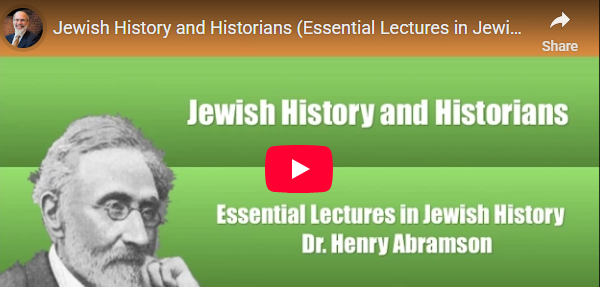 Jewish History and Historians (Essential Lectures in Jewi...
Share
Jewish History and Historians
Essential Lectures in Jewish History
Dr. Henry Abramson